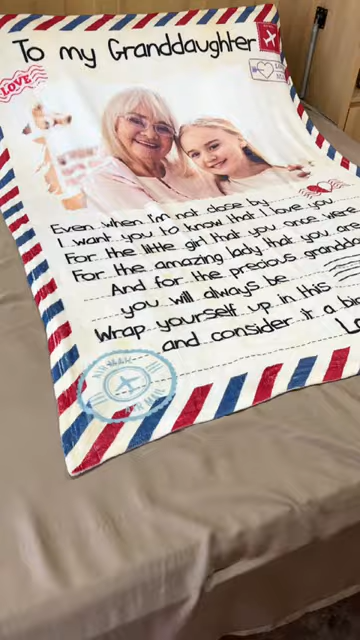 To my Granddaughter
LOVE
Even when I'm not close by
I want you to know that I love you
For the little girl that you once were
For the amazing lady that you are
And for the precious
you will always be
Wrap yourself up in this
and consider it a
AIR MAIL